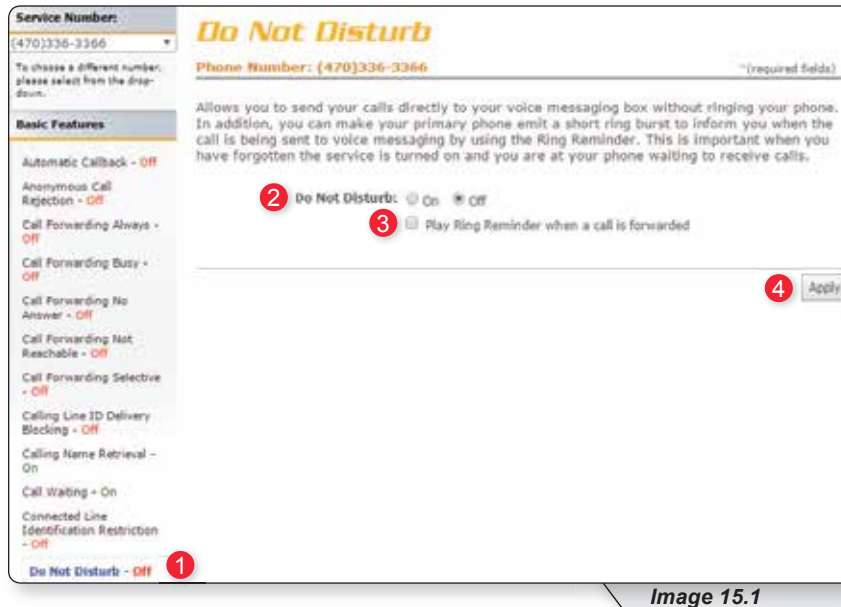 Service Number:
(470)336-3366
To choose a different number,
please select from the drop-
down.
Basic Features
Automatic Callback - Off
Anonymous Call
Rejection - Off
Call Forwarding Always -
Off
Call Forwarding Busy -
Off
Call Forwarding No
Answer - Off
Call Forwarding Not
Reachable - Off
Call Forwarding Selective
- Off
Calling Line ID Delivery
Blocking - Off
Calling Name Retrieval -
On
Call Waiting - On
Connected Line
Identification Restriction
- Off
Do Not Disturb - Off 1
Do Not Disturb
Phone Number: (470)336-3366 *(required fields)
Allows you to send your calls directly to your voice messaging box without ringing your phone.
In addition, you can make your primary phone emit a short ring burst to inform you when the
call is being sent to voice messaging by using the Ring Reminder. This is important when you
have forgotten the service is turned on and you are at your phone waiting to receive calls.
2 Do Not Disturb: On Off
3 Play Ring Reminder when a call is forwarded
4 Apply
Image 15.1